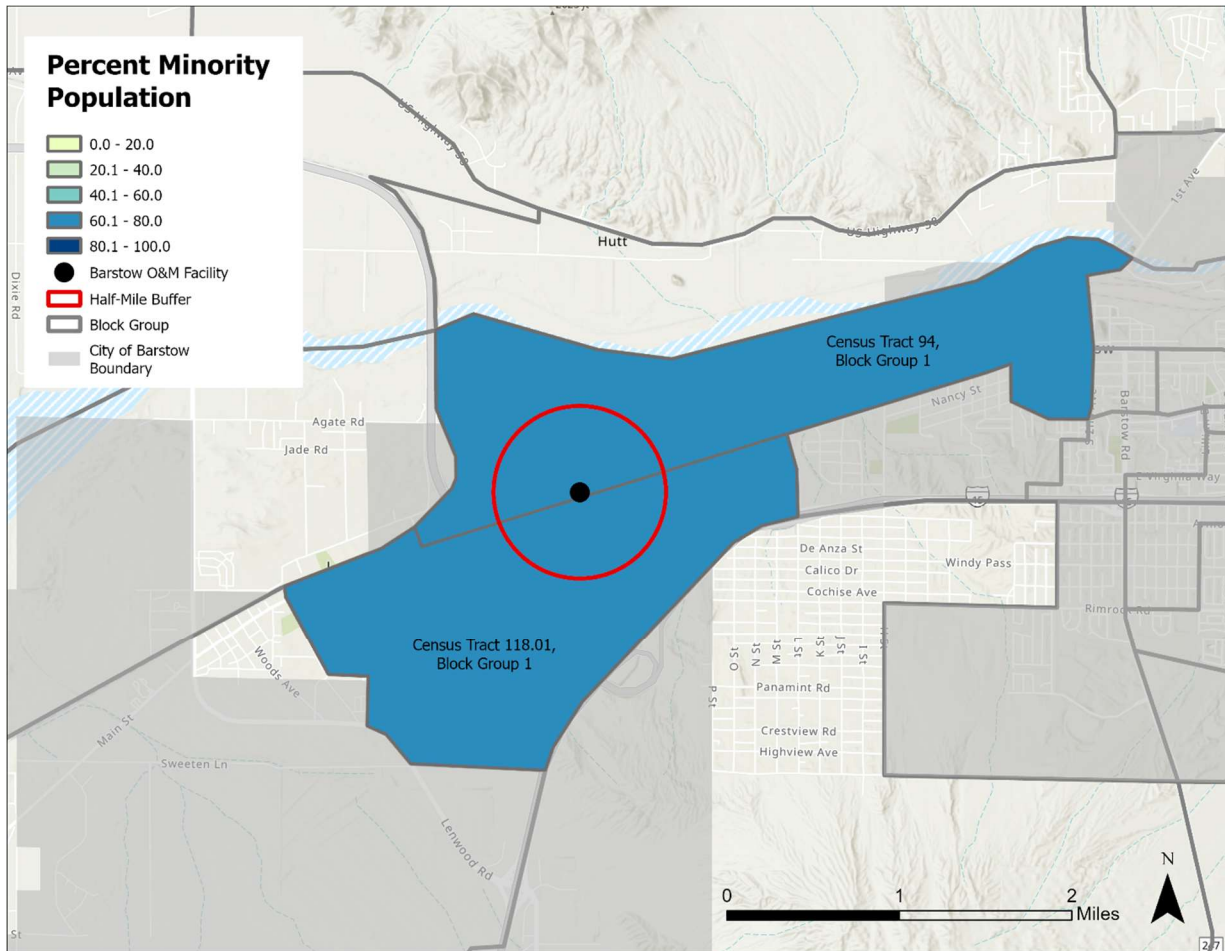 Percent Minority
Population
0.0 - 20.0
20.1 - 40.0
40.1 - 60.0
60.1 - 80.0
80.1 - 100.0
Barstow O&M Facility
Half-Mile Buffer
Block Group
City of Barstow
Boundary
US Highway 58
1st Ave
Hutt
US Highway 58
Dixie Rd
Census Tract 94,
Block Group 1
Nancy St
Barstow Rd
Agate Rd
Jade Rd
E Virginia Way
15
De Anza St
Calico Dr
Windy Pass
Cochise Ave
Rimrock Rd
Census Tract 118.01,
Block Group 1
Woods Ave
O St
N St
M St
L St
K St
J St
I St
H St
P St
Panamint Rd
Main St
Crestview Rd
Highview Ave
Sweeten Ln
Lenwood Rd
St
N
0
1
2
Miles
247